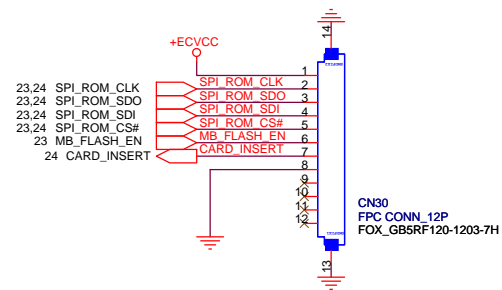 14
+ECVCC
1
23,24 SPI_ROM_CLK SPI_ROM_CLK 2
23,24 SPI_ROM_SDO SPI_ROM_SDO 3
23,24 SPI_ROM_SDI SPI_ROM_SDI 4
23,24 SPI_ROM_CS# SPI_ROM_CS# 5
23 MB_FLASH_EN MB_FLASH_EN 6
24 CARD_INSERT CARD_INSERT 7
8
9
10
11
12
CN30
FPC CONN_12P
FOX_GB5RF120-1203-7H
13